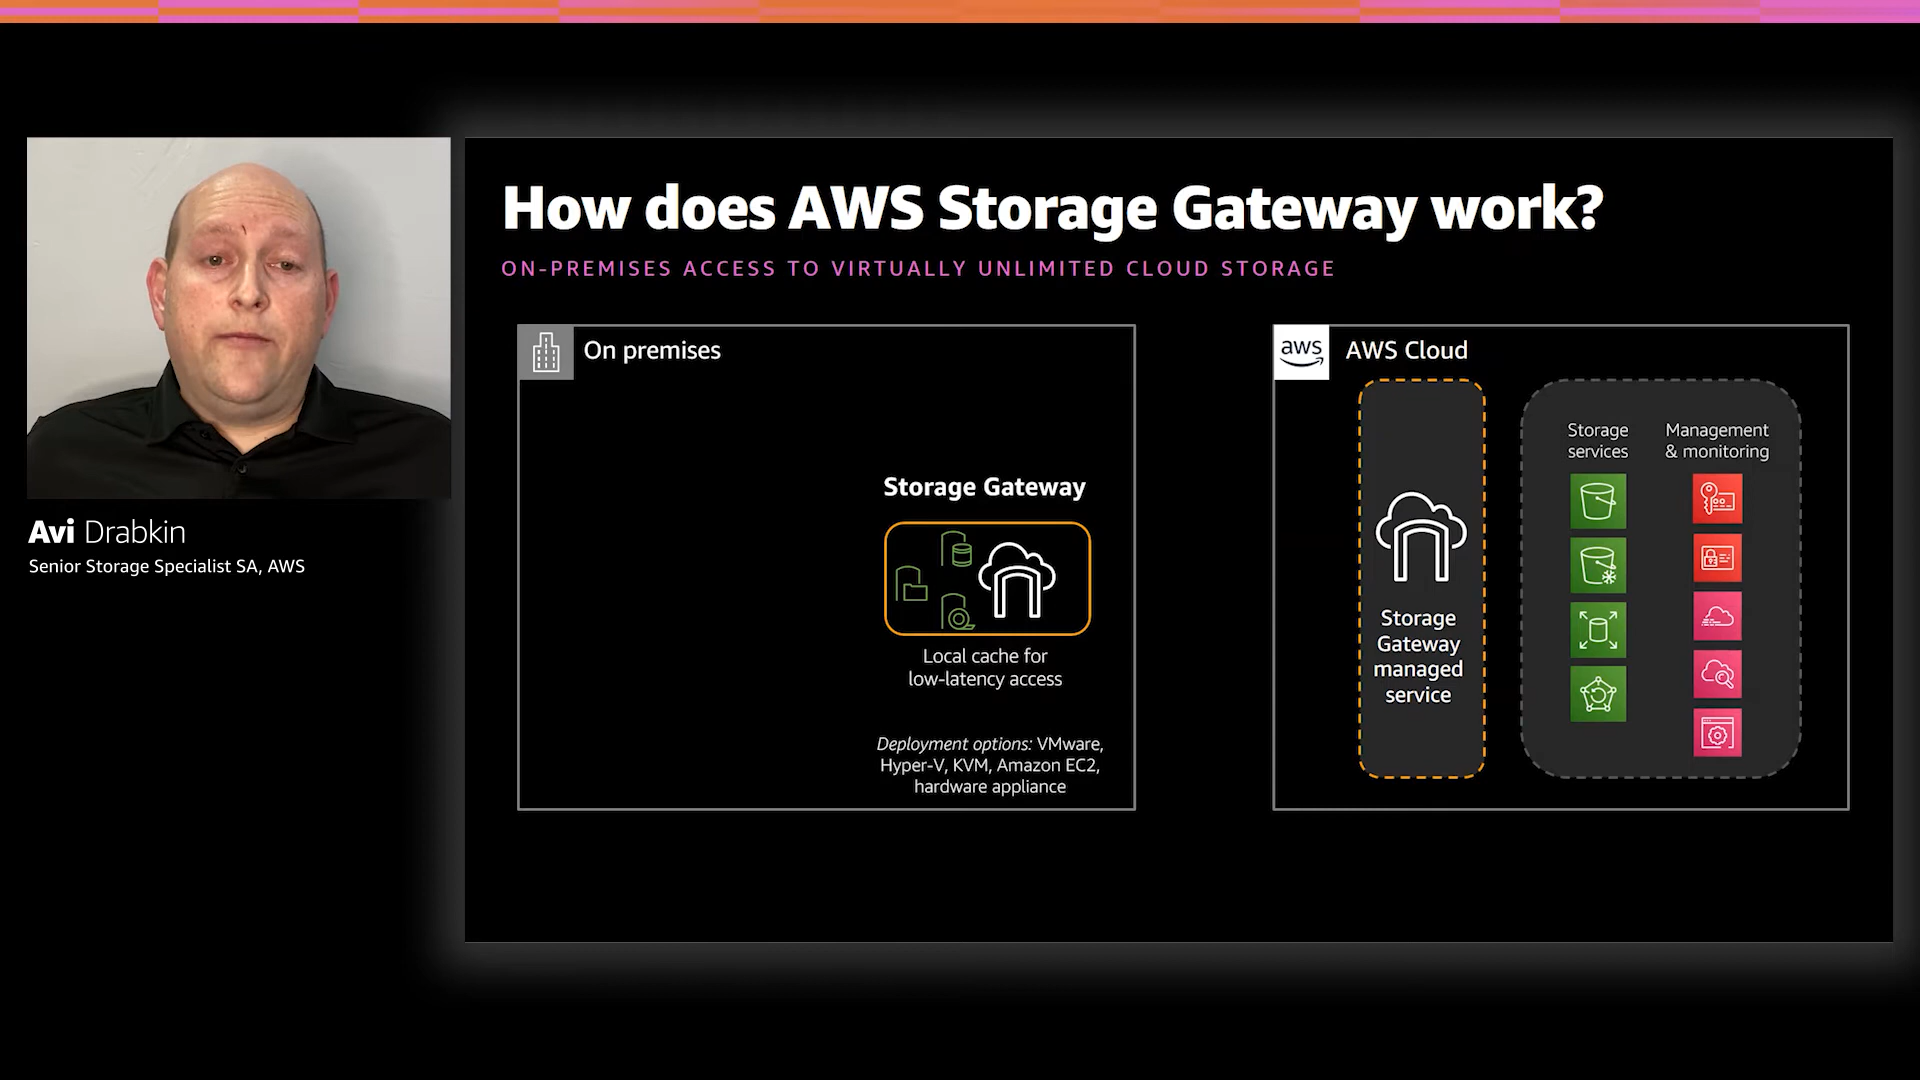 How does AWS Storage Gateway work?
ON-PREMISES ACCESS TO VIRTUALLY UNLIMITED CLOUD STORAGE
Avi Drabkin
Senior Storage Specialist SA, AWS
On premises
Storage Gateway
Local cache for
low-latency access
Deployment options: VMware,
Hyper-V, KVM, Amazon EC2,
hardware appliance
aws
AWS Cloud
Storage
Gateway
managed
service
Storage
services
Management
& monitoring